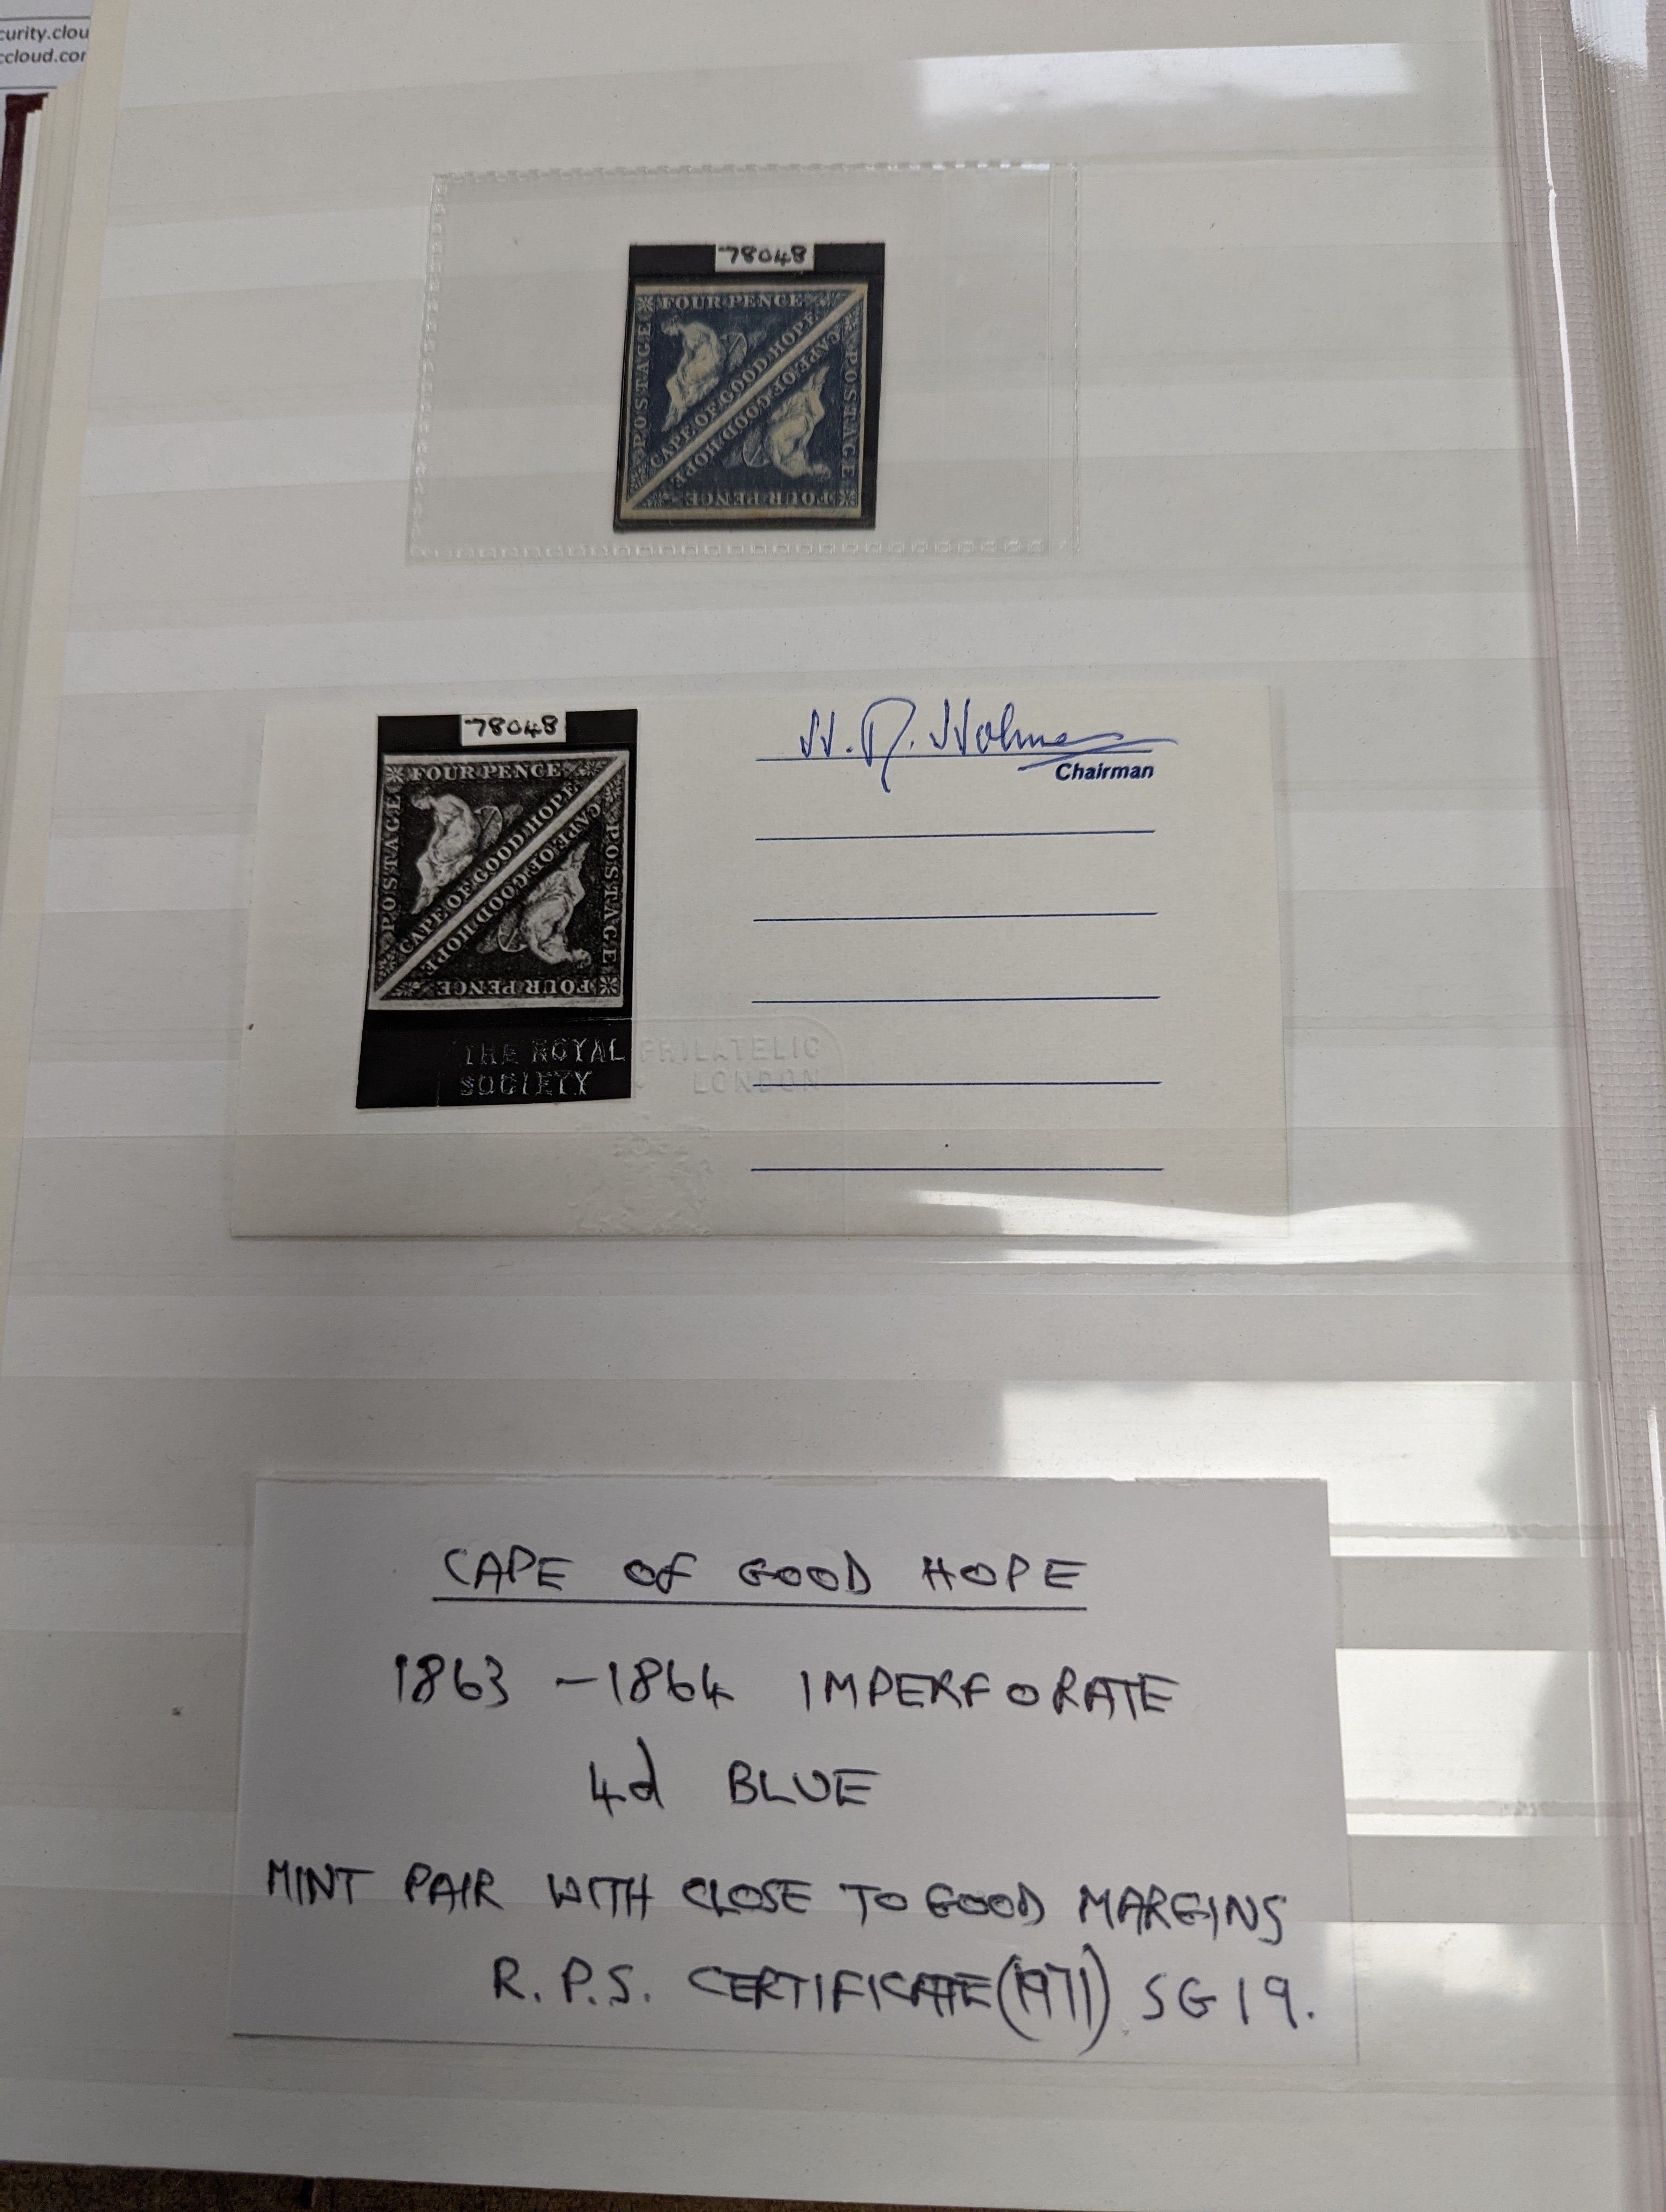 curity.clou
ccloud.cor
78048
FOUR PENCE
POSTAGE
CAPE OF GOOD HOPE
CAPE OF GOOD HOPE
POSTAGE
FOUR PENCE
78048
FOUR PENCE
POSTAGE
CAPE OF GOOD HOPE
CAPE OF GOOD HOPE
POSTAGE
FOUR PENCE
H. R. Holmes
Chairman
THE ROYAL PHILATELIC
SOCIETY LONDON
CAPE OF GOOD HOPE
1863 - 1864 IMPERFORATE
4d BLUE
MINT PAIR WITH CLOSE TO GOOD MARGINS
R.P.S. CERTIFICATE (1971) SG 19.